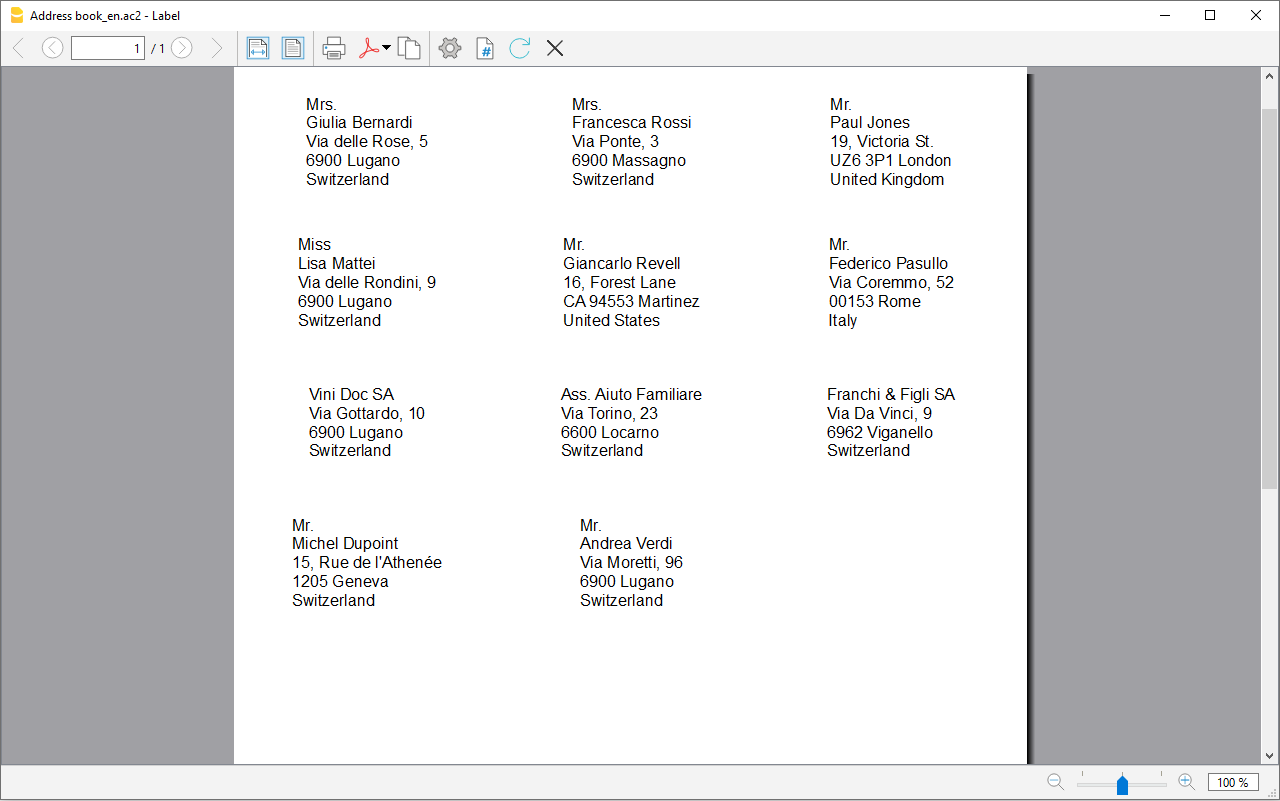 Address book_en.ac2 - Label
1 / 1
Mrs.
Giulia Bernardi
Via delle Rose, 5
6900 Lugano
Switzerland
Mrs.
Francesca Rossi
Via Ponte, 3
6900 Massagno
Switzerland
Mr.
Paul Jones
19, Victoria St.
UZ6 3P1 London
United Kingdom
Miss
Lisa Mattei
Via delle Rondini, 9
6900 Lugano
Switzerland
Mr.
Giancarlo Revell
16, Forest Lane
CA 94553 Martinez
United States
Mr.
Federico Pasullo
Via Coremmo, 52
00153 Rome
Italy
Vini Doc SA
Via Gottardo, 10
6900 Lugano
Switzerland
Ass. Aiuto Familiare
Via Torino, 23
6600 Locarno
Switzerland
Franchi & Figli SA
Via Da Vinci, 9
6962 Viganello
Switzerland
Mr.
Michel Dupoint
15, Rue de l'Athenée
1205 Geneva
Switzerland
Mr.
Andrea Verdi
Via Moretti, 96
6900 Lugano
Switzerland
100 %